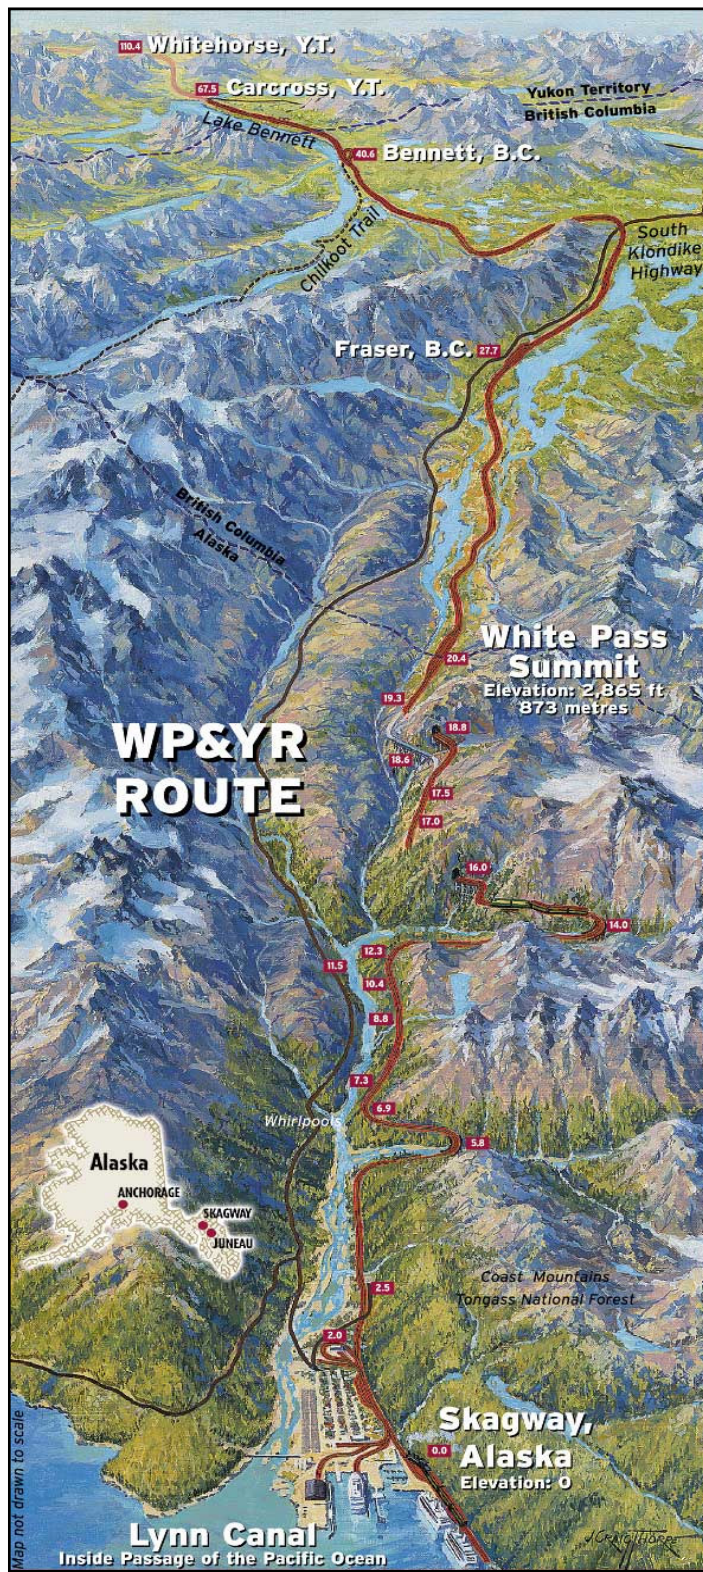 110.4 Whitehorse, Y.T.
67.5 Carcross, Y.T.
Yukon Territory
British Columbia
Lake Bennett
40.6 Bennett, B.C.
Chilkoot Trail
South
Klondike
Highway
Fraser, B.C. 27.7
British Columbia
Alaska
White Pass
Summit
Elevation: 2,865 ft
873 metres
20.4
19.3
18.8
18.6
WP&YR
ROUTE
17.5
17.0
16.0
14.0
12.3
11.5
10.4
8.8
7.3
6.9
Whirlpools
5.8
Alaska
ANCHORAGE
SKAGWAY
JUNEAU
Coast Mountains
Tongass National Forest
2.5
2.0
Skagway,
Alaska
Elevation: 0
0.0
Map not drawn to scale
Lynn Canal
Inside Passage of the Pacific Ocean
J. CRAIG THORPE